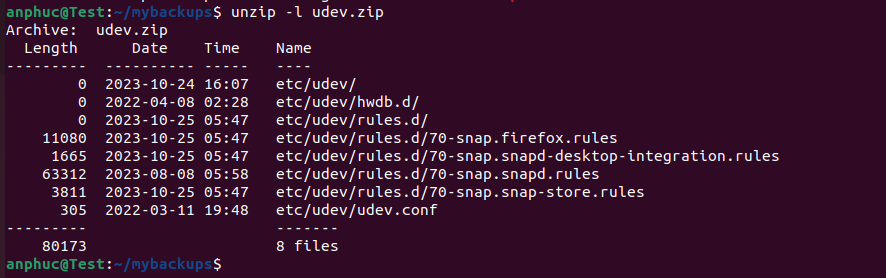 anphuc@Test:~/mybackups$ unzip -l udev.zip
Archive:  udev.zip
  Length      Date    Time    Name
---------  ---------- -----   ----
        0  2023-10-24 16:07   etc/udev/
        0  2022-04-08 02:28   etc/udev/hwdb.d/
        0  2023-10-25 05:47   etc/udev/rules.d/
    11080  2023-10-25 05:47   etc/udev/rules.d/70-snap.firefox.rules
     1665  2023-10-25 05:47   etc/udev/rules.d/70-snap.snapd-desktop-integration.rules
    63312  2023-08-08 05:58   etc/udev/rules.d/70-snap.snapd.rules
     3811  2023-10-25 05:47   etc/udev/rules.d/70-snap.snap-store.rules
      305  2022-03-11 19:48   etc/udev/udev.conf
---------                     -------
    80173                     8 files
anphuc@Test:~/mybackups$